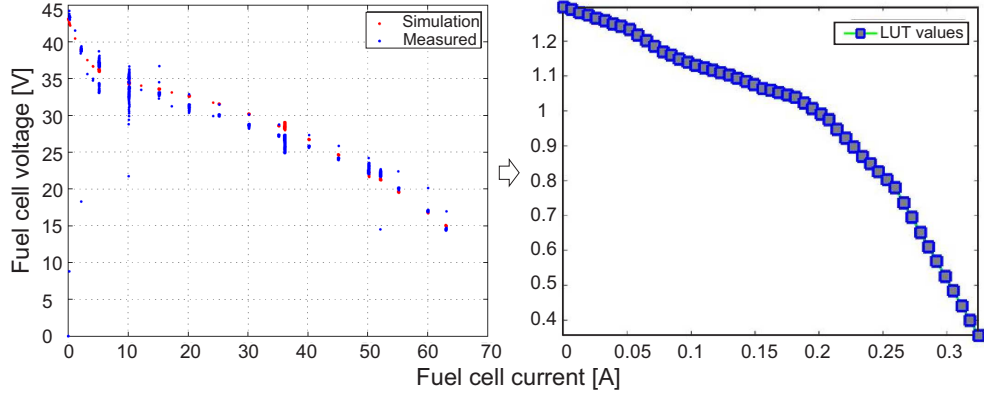 Fuel cell voltage [V]
45
40
35
30
25
20
15
10
5
0
Simulation
Measured
0 10 20 30 40 50 60 70
1.2
1.1
1
0.9
0.8
0.7
0.6
0.5
0.4
LUT values
0 0.05 0.1 0.15 0.2 0.25 0.3
Fuel cell current [A]